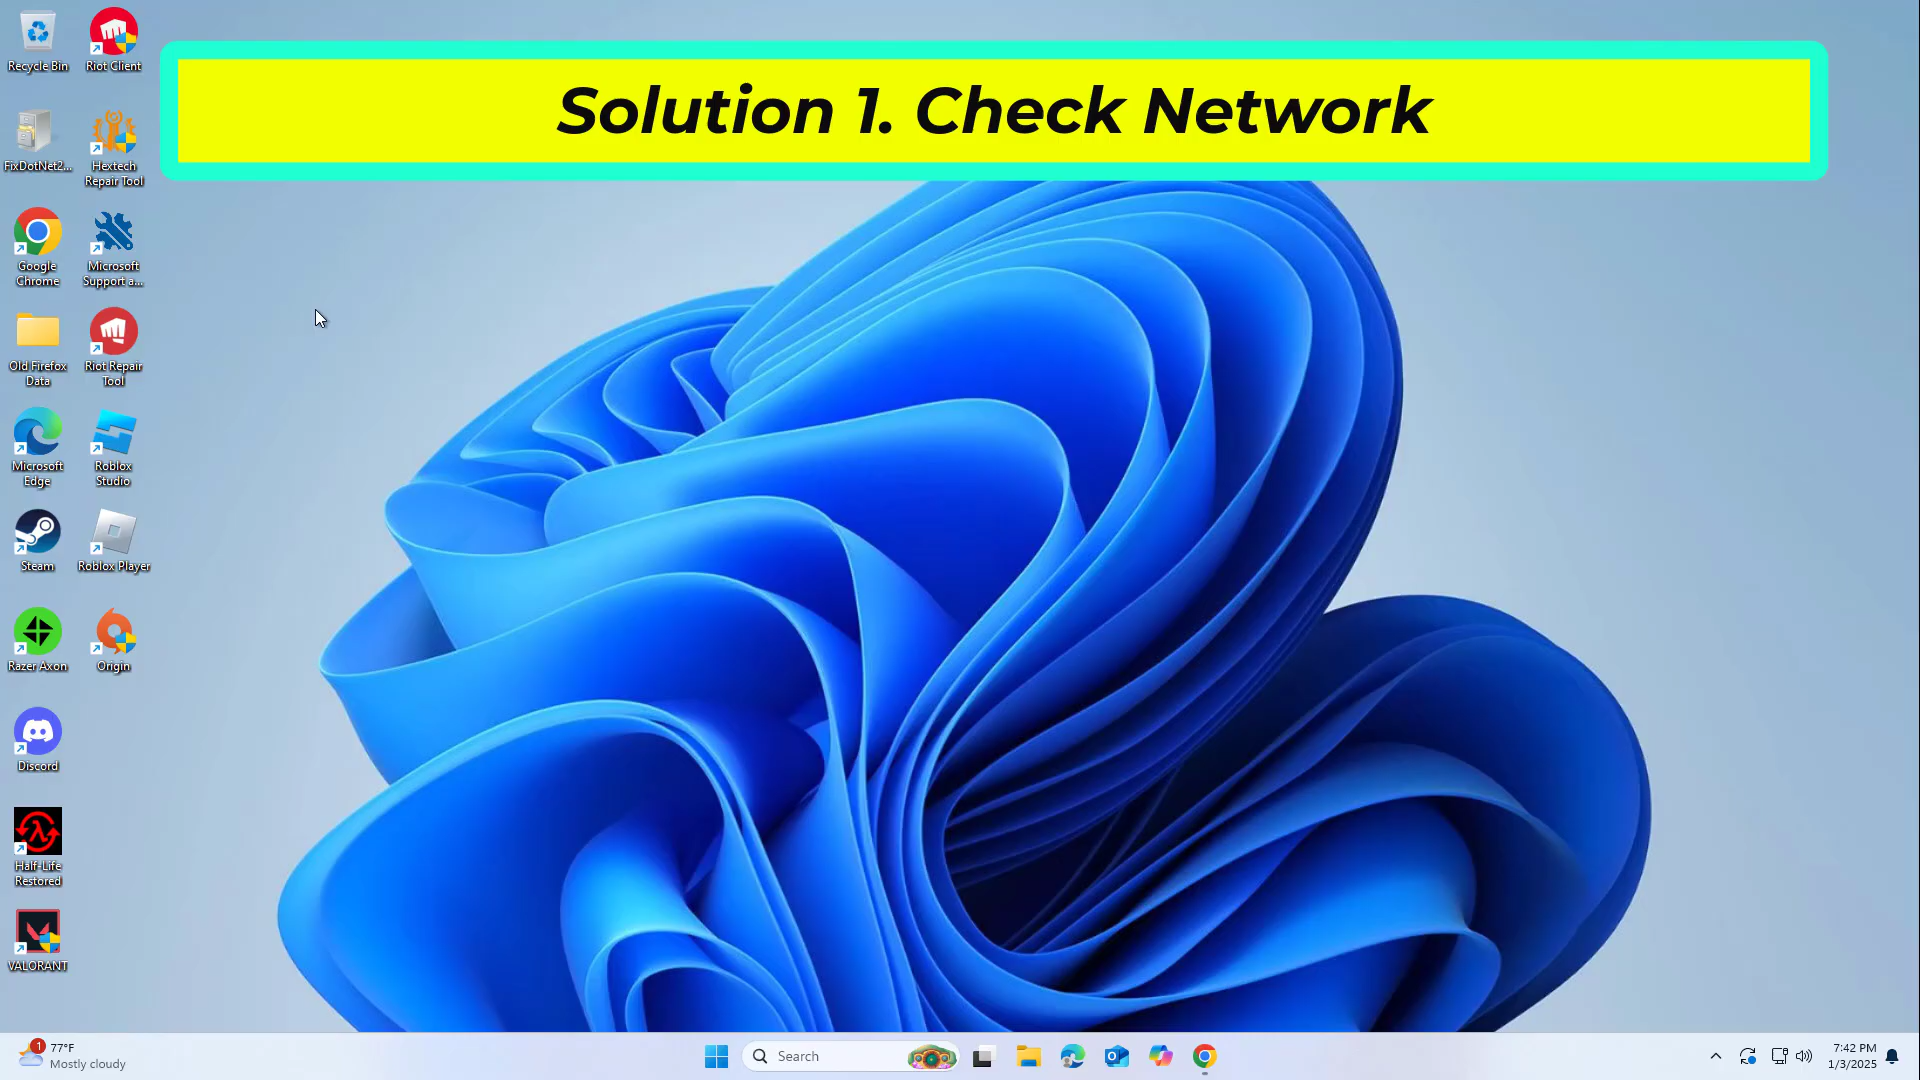 Solution 1. Check Network
Recycle Bin
Riot Client
FixDotNet2...
Hextech
Repair Tool
Google
Chrome
Microsoft
Support a...
Old Firefox
Data
Riot Repair
Tool
Microsoft
Edge
Roblox
Studio
Steam
Roblox Player
Razer Axon
Origin
Discord
Half-Life
Restored
VALORANT
1
77°F
Mostly cloudy
Search
7:42 PM
1/3/2025